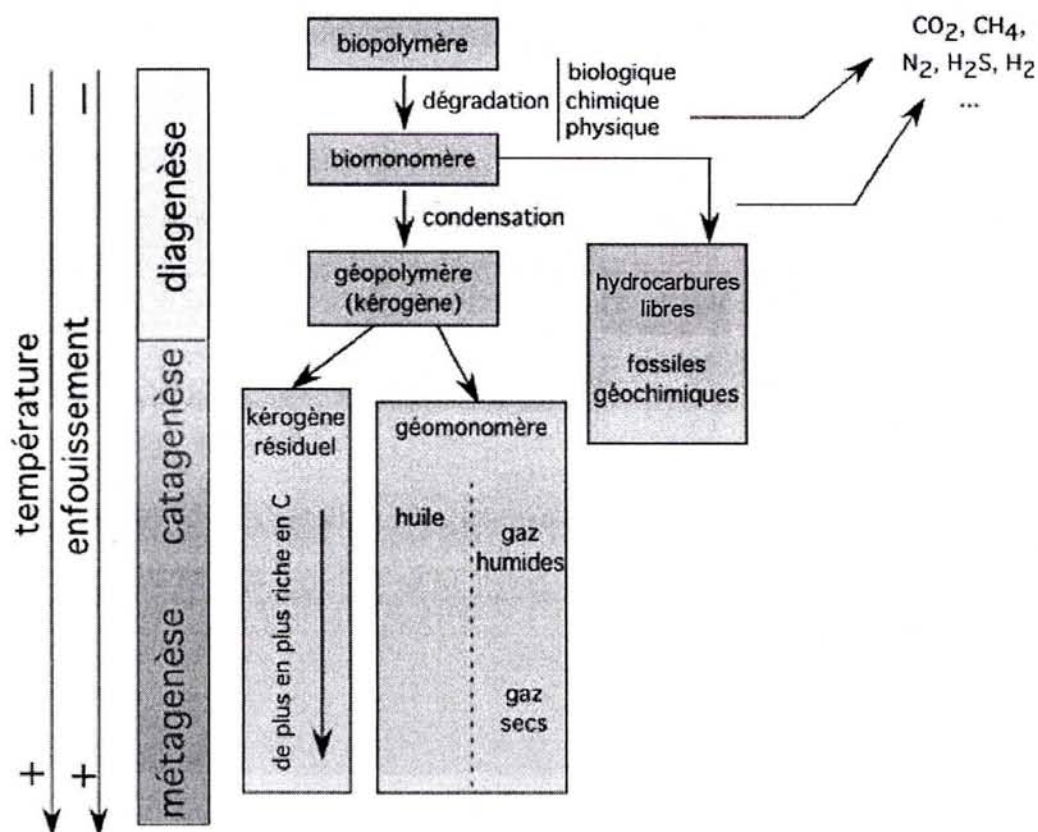 biopolymère
dégradation
biologique
chimique
physique
CO2, CH4,
N2, H2S, H2
...
biomonomère
condensation
géopolymère
(kérogène)
hydrocarbures
libres
fossiles
géochimiques
kérogène
résiduel
de plus en plus riche en C
géomonomère
huile
gaz
humides
gaz
secs
température
enfouissement
−
−
+
+
diagenèse
catagenèse
métagenèse